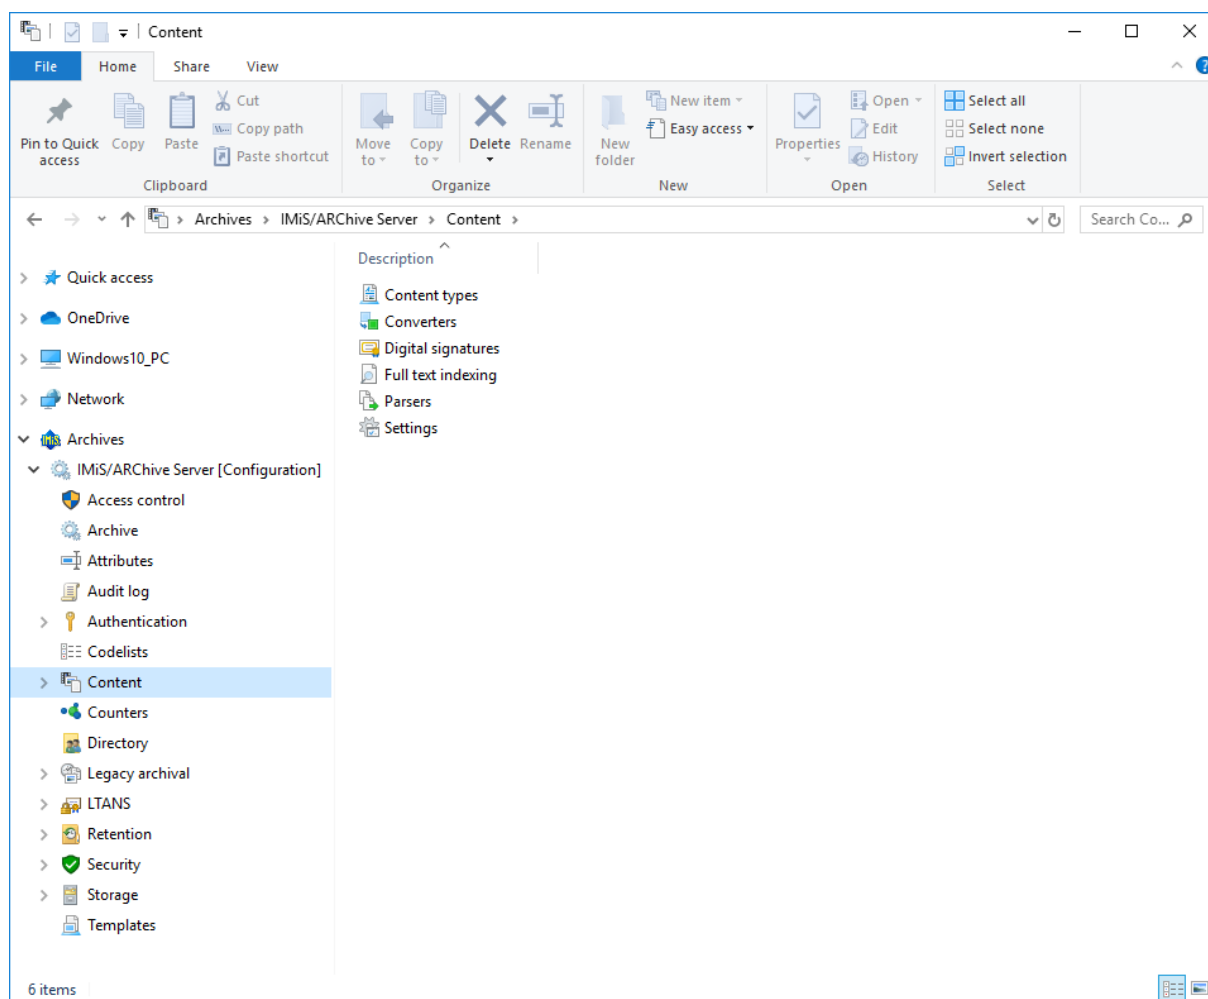 Content
File Home Share View
Pin to Quick access
Copy
Paste
Cut
Copy path
Paste shortcut
Clipboard
Move to
Copy to
Delete
Rename
Organize
New folder
New item
Easy access
New
Properties
Open
Edit
History
Open
Select all
Select none
Invert selection
Select
Archives > IMiS/ARChive Server > Content >
Search Co...
Quick access
OneDrive
Windows10_PC
Network
Archives
IMiS/ARChive Server [Configuration]
Access control
Archive
Attributes
Audit log
Authentication
Codelists
Content
Counters
Directory
Legacy archival
LTANS
Retention
Security
Storage
Templates
Description
Content types
Converters
Digital signatures
Full text indexing
Parsers
Settings
6 items